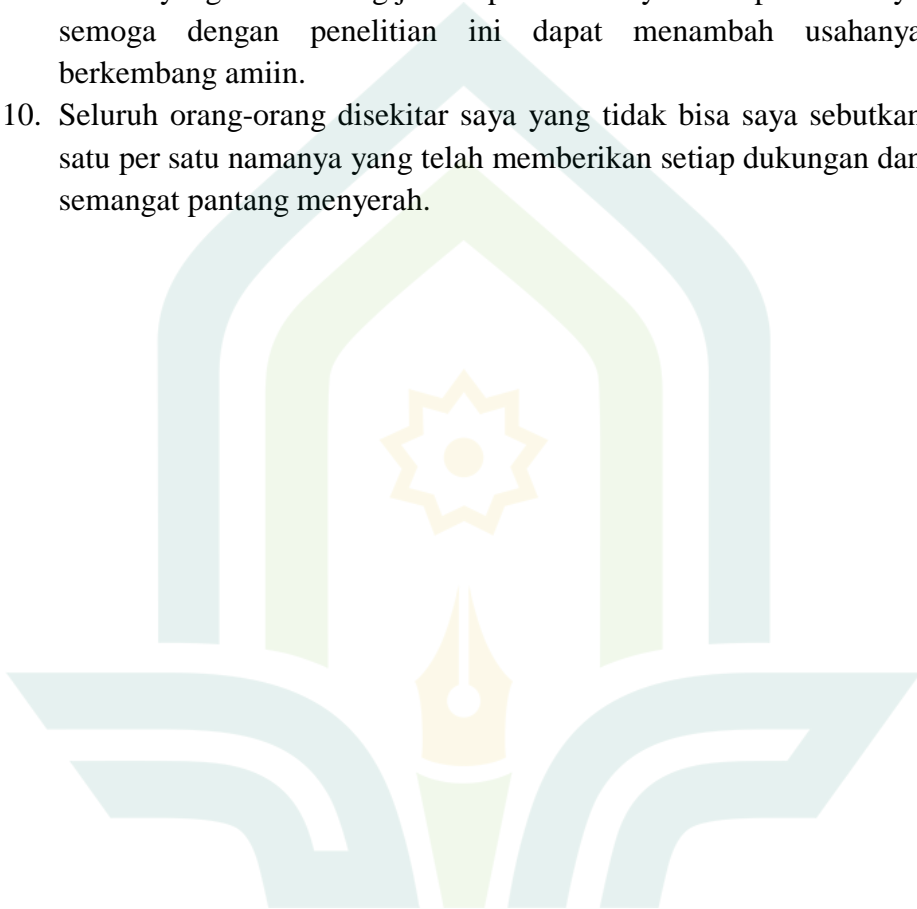 semoga dengan penelitian ini dapat menambah usahanya
berkembang amiin.
10. Seluruh orang-orang disekitar saya yang tidak bisa saya sebutkan
satu per satu namanya yang telah memberikan setiap dukungan dan
semangat pantang menyerah.